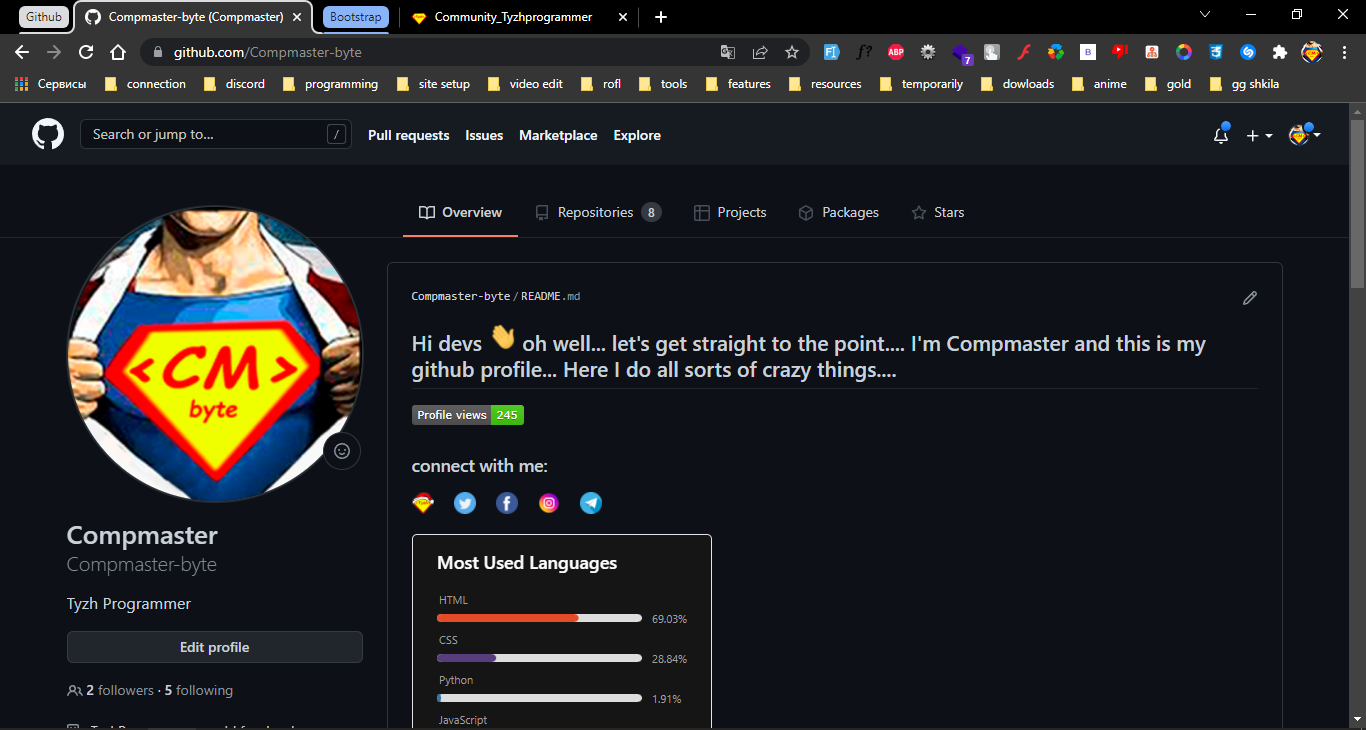 Github
Compmaster-byte (Compmaster)
Bootstrap
Community_Tyzhprogrammer
github.com/Compmaster-byte
7
Сервисы connection discord programming site setup video edit rofl tools features resources temporarily dowloads anime gold gg shkila
Search or jump to... /
Pull requests Issues Marketplace Explore
Overview Repositories 8 Projects Packages Stars
<CM>
byte
Compmaster
Compmaster-byte
Tyzh Programmer
Edit profile
2 followers · 5 following
Compmaster-byte/README.md
Hi devs 👋 oh well... let's get straight to the point.... I'm Compmaster and this is my
github profile... Here I do all sorts of crazy things....
Profile views 245
connect with me:
Most Used Languages
HTML
69.03%
CSS
28.84%
Python
1.91%
JavaScript